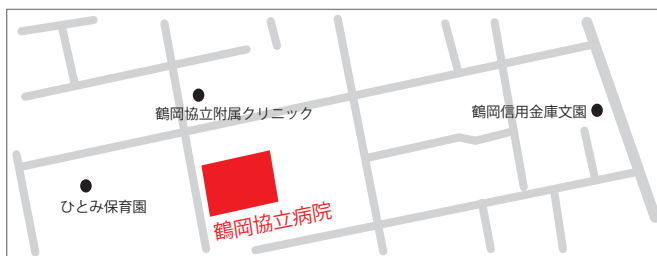 鶴岡協立附属クリニック
鶴岡信用金庫文園
ひとみ保育園
鶴岡協立病院